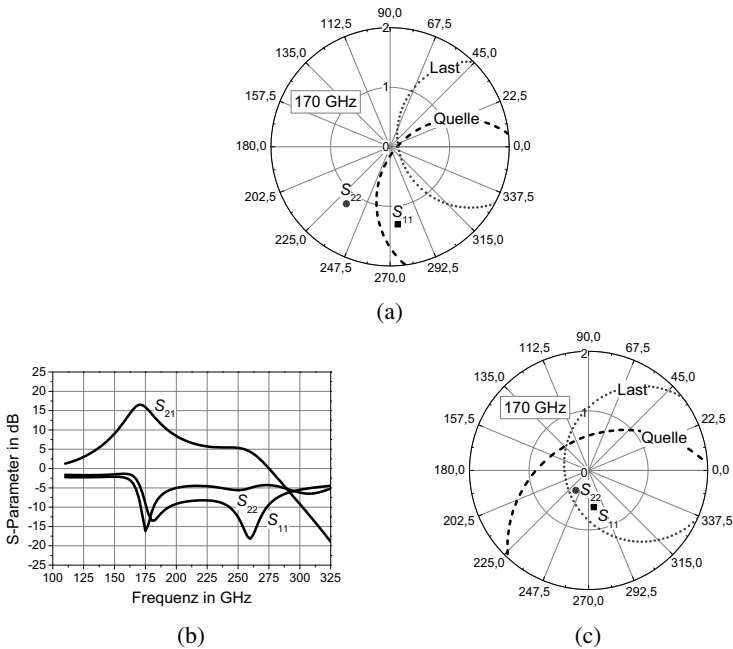 90,0
112,5 67,5
135,0 45,0
157,5 22,5
180,0 0,0
202,5 337,5
225,0 315,0
247,5 292,5
270,0
2
1
0
170 GHz
Last
Quelle
S22
S11
(a)
S-Parameter in dB
25
20
15
10
5
0
-5
-10
-15
-20
-25
100 125 150 175 200 225 250 275 300 325
Frequenz in GHz
S21
S22
S11
(b)
90,0
112,5 67,5
135,0 45,0
157,5 22,5
180,0 0,0
202,5 337,5
225,0 315,0
247,5 292,5
270,0
2
1
0
170 GHz
Last
Quelle
S22
S11
(c)